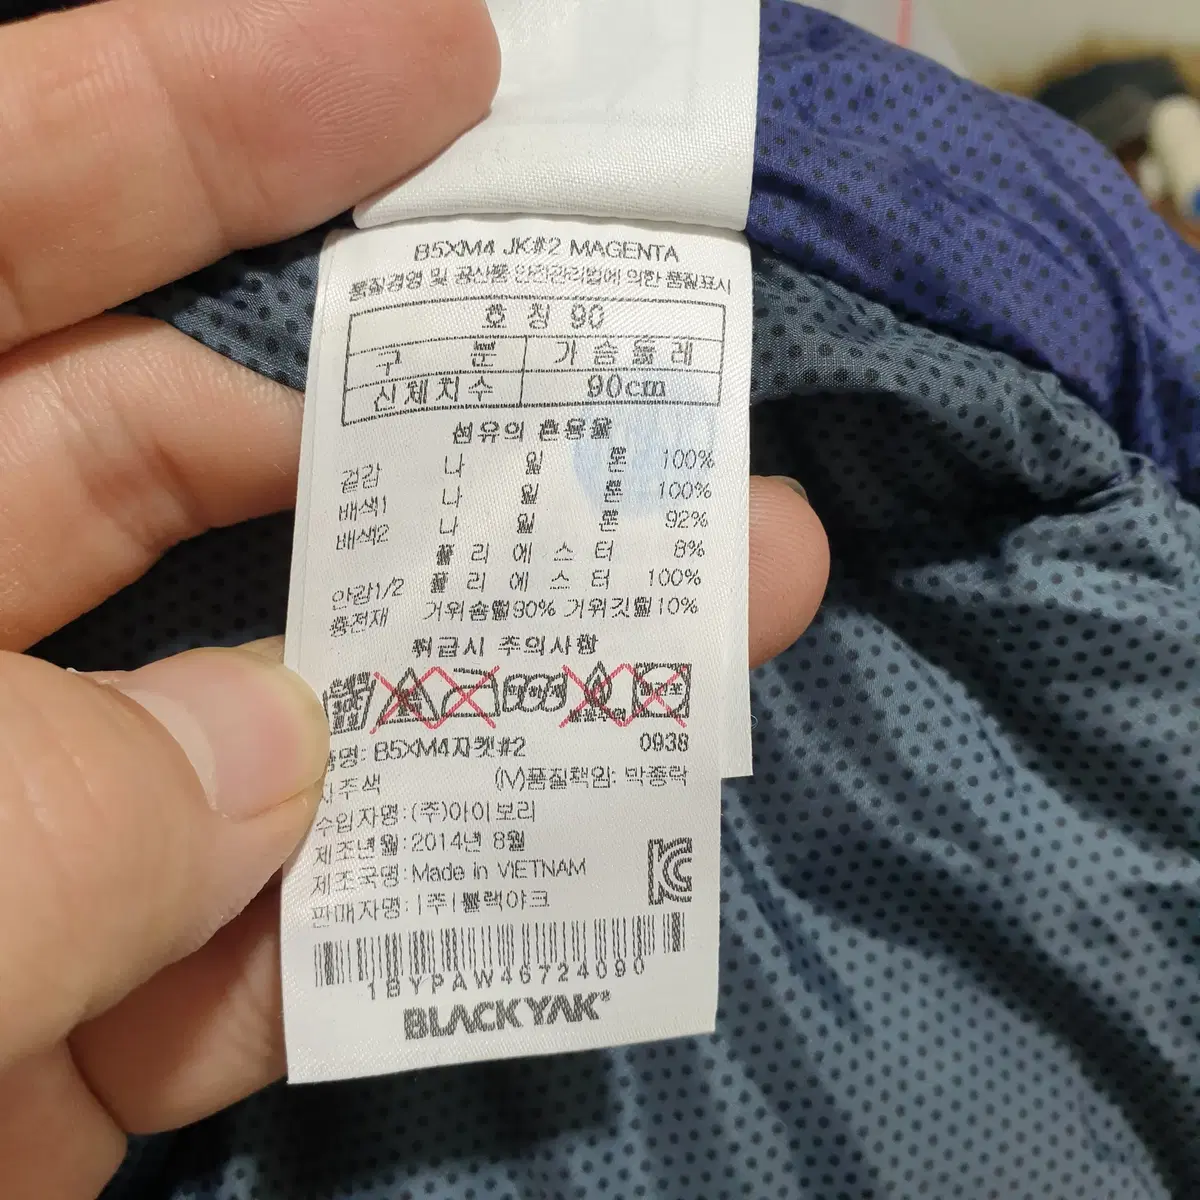 B5XM4 JK#2 MAGENTA
품질경영 및 공산품 안전관리법에 의한 품질표시
호칭 90
구 분 가슴둘레
신체치수 90cm
섬유의 혼용율
겉감 나 일 론 100%
배색1 나 일 론 100%
배색2 나 일 론 92%
폴 리 에 스 터 8%
안감1/2 폴 리 에 스 터 100%
충전재 거위솜털90% 거위깃털10%
취급시 주의사항
명: B5XM4자켓#2 0938
자주색 (V)품질책임: 박종락
수입자명:(주)아이보리
제조년월:2014년 8월
제조국명:Made in VIETNAM
판매자명:(주)블랙야크
1BYPAW46724090
BLACKYAK